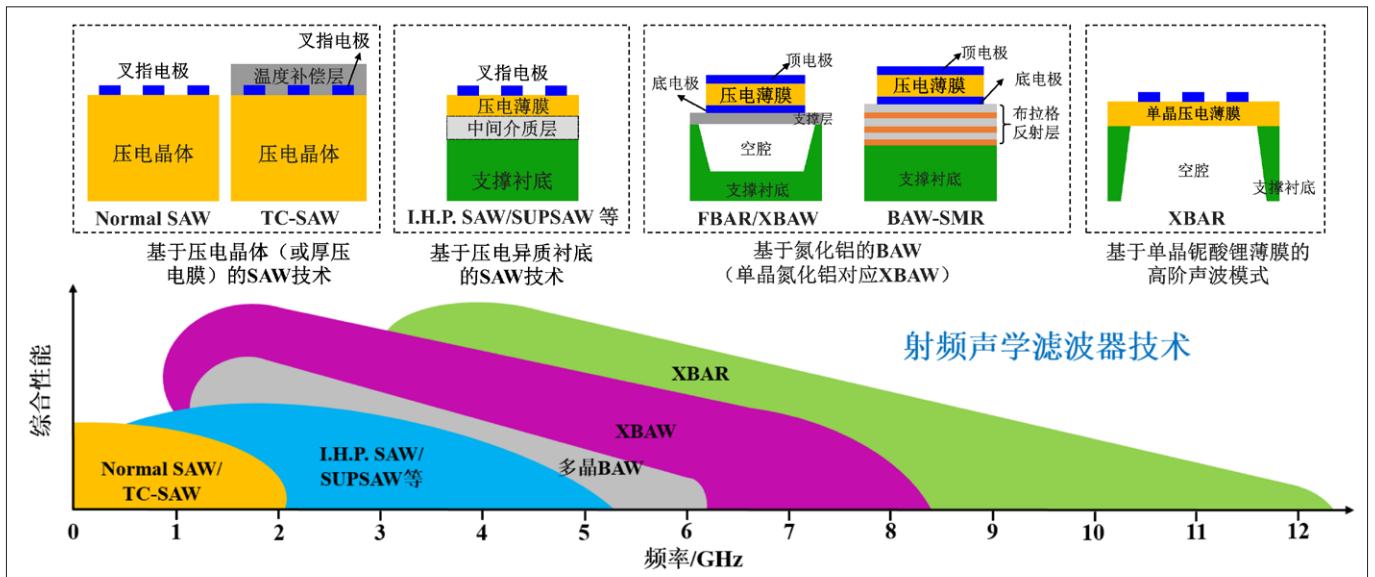 叉指电极
叉指电极
温度补偿层
压电晶体
压电晶体
Normal SAW
TC-SAW
基于压电晶体（或厚压
电膜）的SAW技术
叉指电极
压电薄膜
中间介质层
支撑衬底
I.H.P. SAW/SUPSAW 等
基于压电异质衬底
的SAW技术
顶电极
底电极
压电薄膜
支撑层
空腔
支撑衬底
FBAR/XBAW
顶电极
底电极
压电薄膜
布拉格
反射层
支撑衬底
BAW-SMR
基于氮化铝的BAW
（单晶氮化铝对应XBAW）
单晶压电薄膜
空腔
支撑衬底
XBAR
基于单晶铌酸锂薄膜的
高阶声波模式
射频声学滤波器技术
综合性能
XBAR
XBAW
多晶BAW
I.H.P. SAW/
SUPSAW等
Normal SAW/
TC-SAW
0 1 2 3 4 5 6 7 8 9 10 11 12
频率/GHz